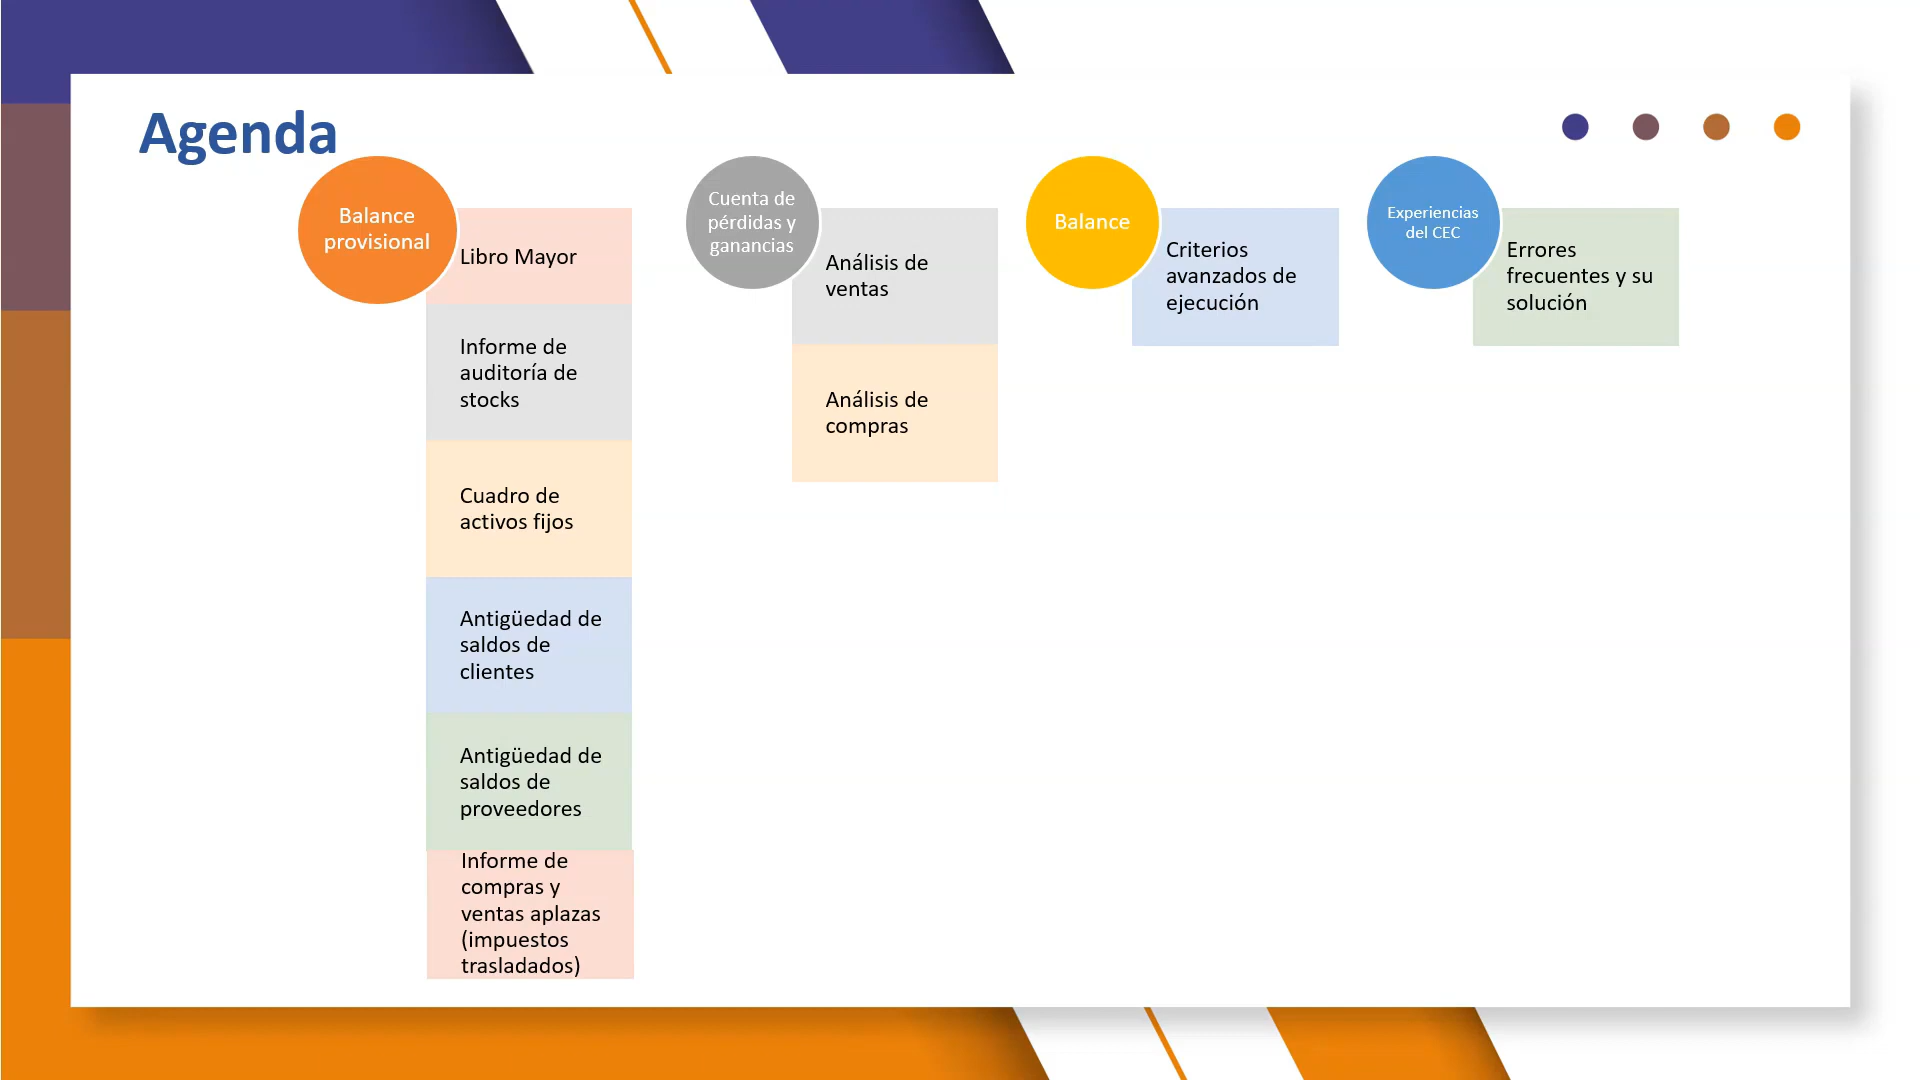 Agenda
Balance
provisional
Libro Mayor
Informe de
auditoría de
stocks
Cuadro de
activos fijos
Antigüedad de
saldos de
clientes
Antigüedad de
saldos de
proveedores
Informe de
compras y
ventas aplazas
(impuestos
trasladados)
Cuenta de
pérdidas y
ganancias
Análisis de
ventas
Análisis de
compras
Balance
Criterios
avanzados de
ejecución
Experiencias
del CEC
Errores
frecuentes y su
solución